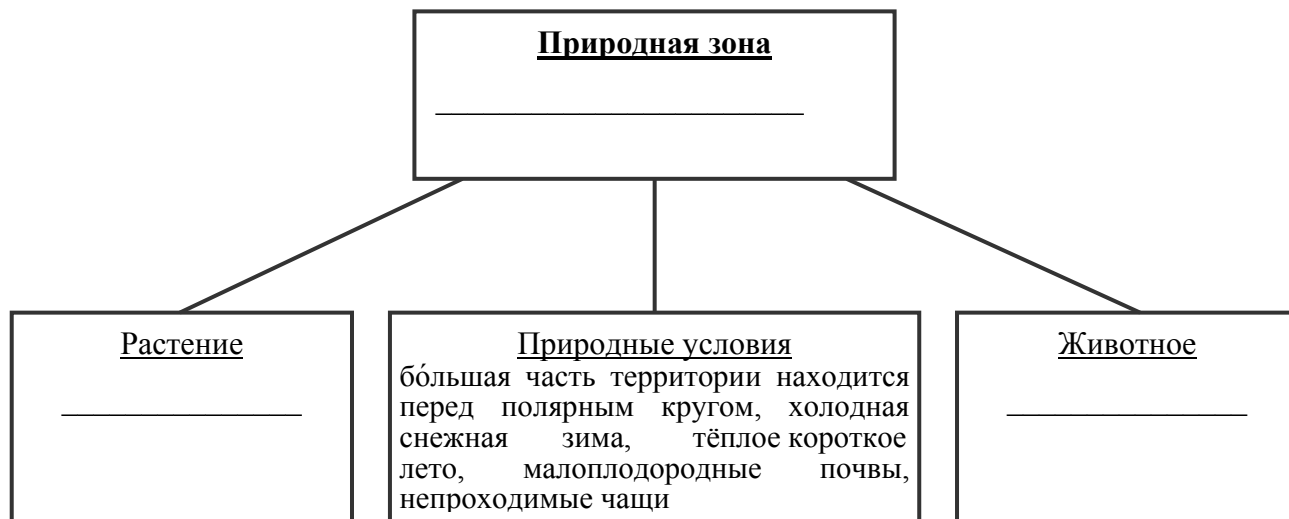 Природная зона
Растение
Природные условия
бо́льшая часть территории находится
перед полярным кругом, холодная
снежная зима, тёплое короткое
лето, малоплодородные почвы,
непроходимые чащи
Животное